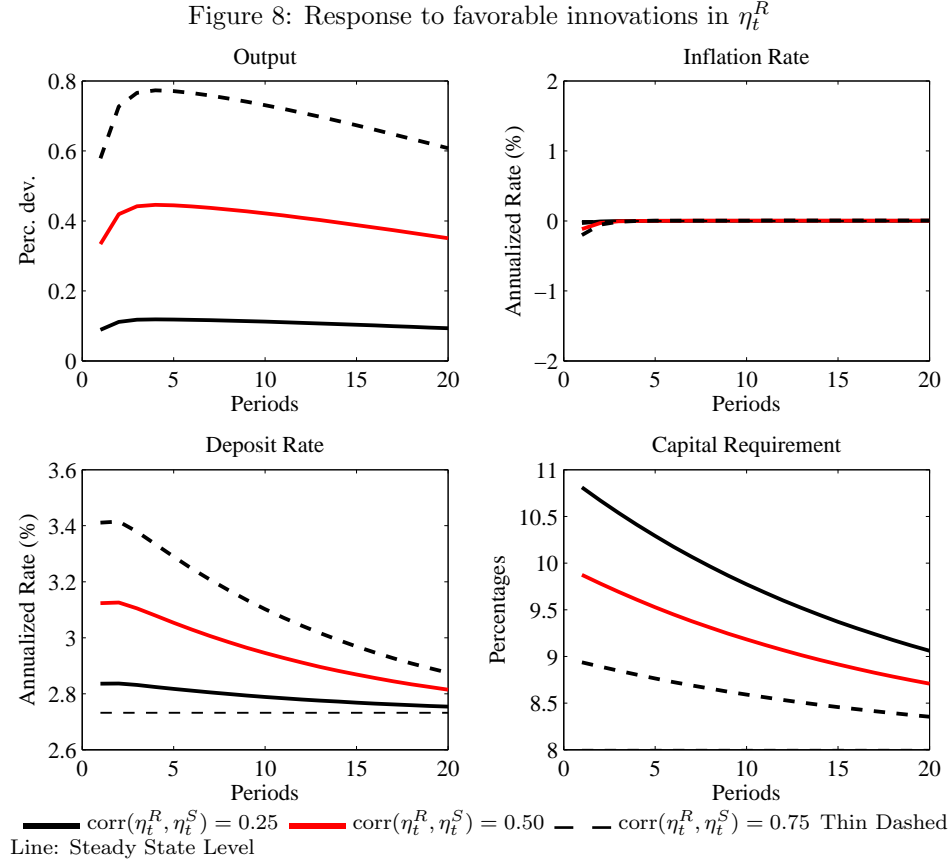 Figure 8: Response to favorable innovations in η_t^R
Output
Inflation Rate
Perc. dev.
0.8
0.6
0.4
0.2
0
0 5 10 15 20
Periods
Annualized Rate (%)
2
1
0
−1
−2
0 5 10 15 20
Periods
Deposit Rate
Capital Requirement
Annualized Rate (%)
3.6
3.4
3.2
3
2.8
2.6
0 5 10 15 20
Periods
Percentages
11
10.5
10
9.5
9
8.5
8
0 5 10 15 20
Periods
corr(η_t^R, η_t^S) = 0.25 corr(η_t^R, η_t^S) = 0.50 corr(η_t^R, η_t^S) = 0.75 Thin Dashed
Line: Steady State Level